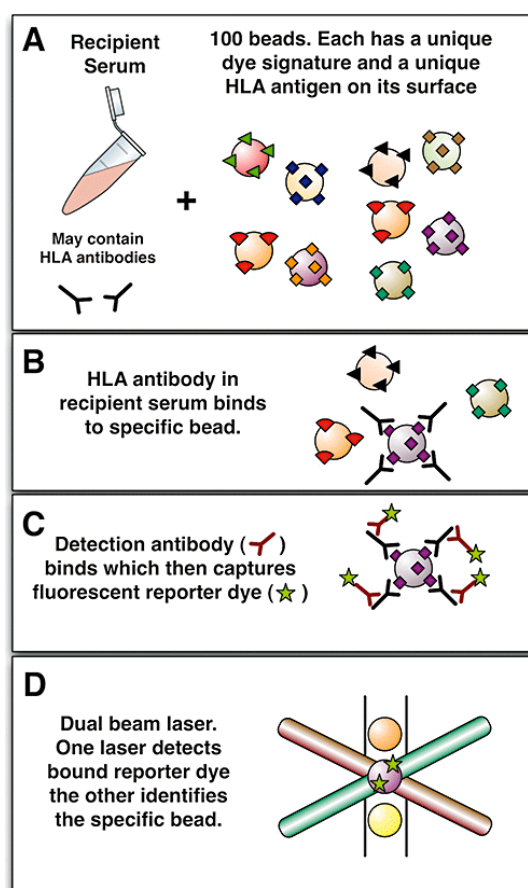 A
Recipient
Serum
100 beads. Each has a unique
dye signature and a unique
HLA antigen on its surface
+
May contain
HLA antibodies
B
HLA antibody in
recipient serum binds
to specific bead.
C
Detection antibody ( )
binds which then captures
fluorescent reporter dye ( )
D
Dual beam laser.
One laser detects
bound reporter dye
the other identifies
the specific bead.